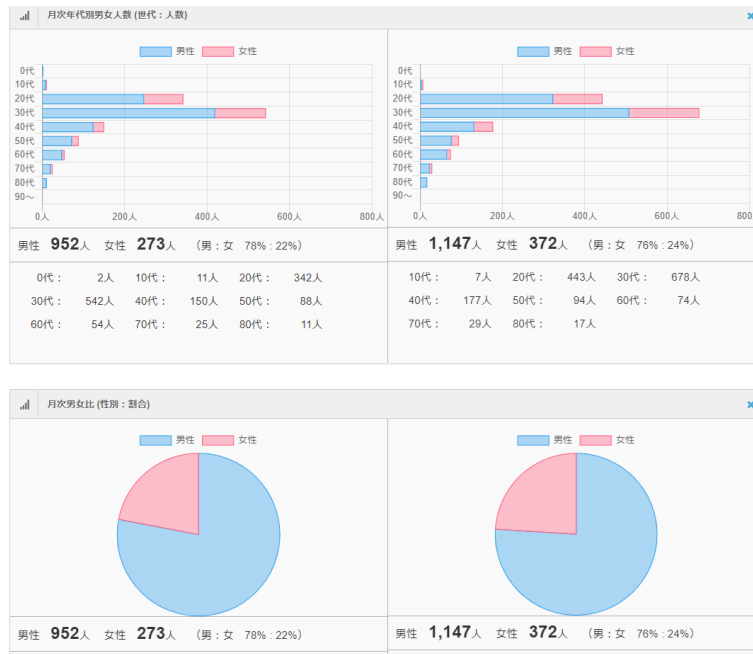 月次年代別男女人数 (世代：人数)
男性 女性
0代
10代
20代
30代
40代
50代
60代
70代
80代
90～
0人 200人 400人 600人 800人
男性 952人 女性 273人 （男：女 78% : 22%）
0代： 2人 10代： 11人 20代： 342人
30代： 542人 40代： 150人 50代： 88人
60代： 54人 70代： 25人 80代： 11人
男性 女性
0代
10代
20代
30代
40代
50代
60代
70代
80代
90～
0人 200人 400人 600人 800
男性 1,147人 女性 372人 （男：女 76% : 24%）
10代： 7人 20代： 443人 30代： 678人
40代： 177人 50代： 94人 60代： 74人
70代： 29人 80代： 17人
月次男女比 (性別：割合)
男性 女性
男性 952人 女性 273人 （男：女 78% : 22%）
男性 女性
男性 1,147人 女性 372人 （男：女 76% : 24%）